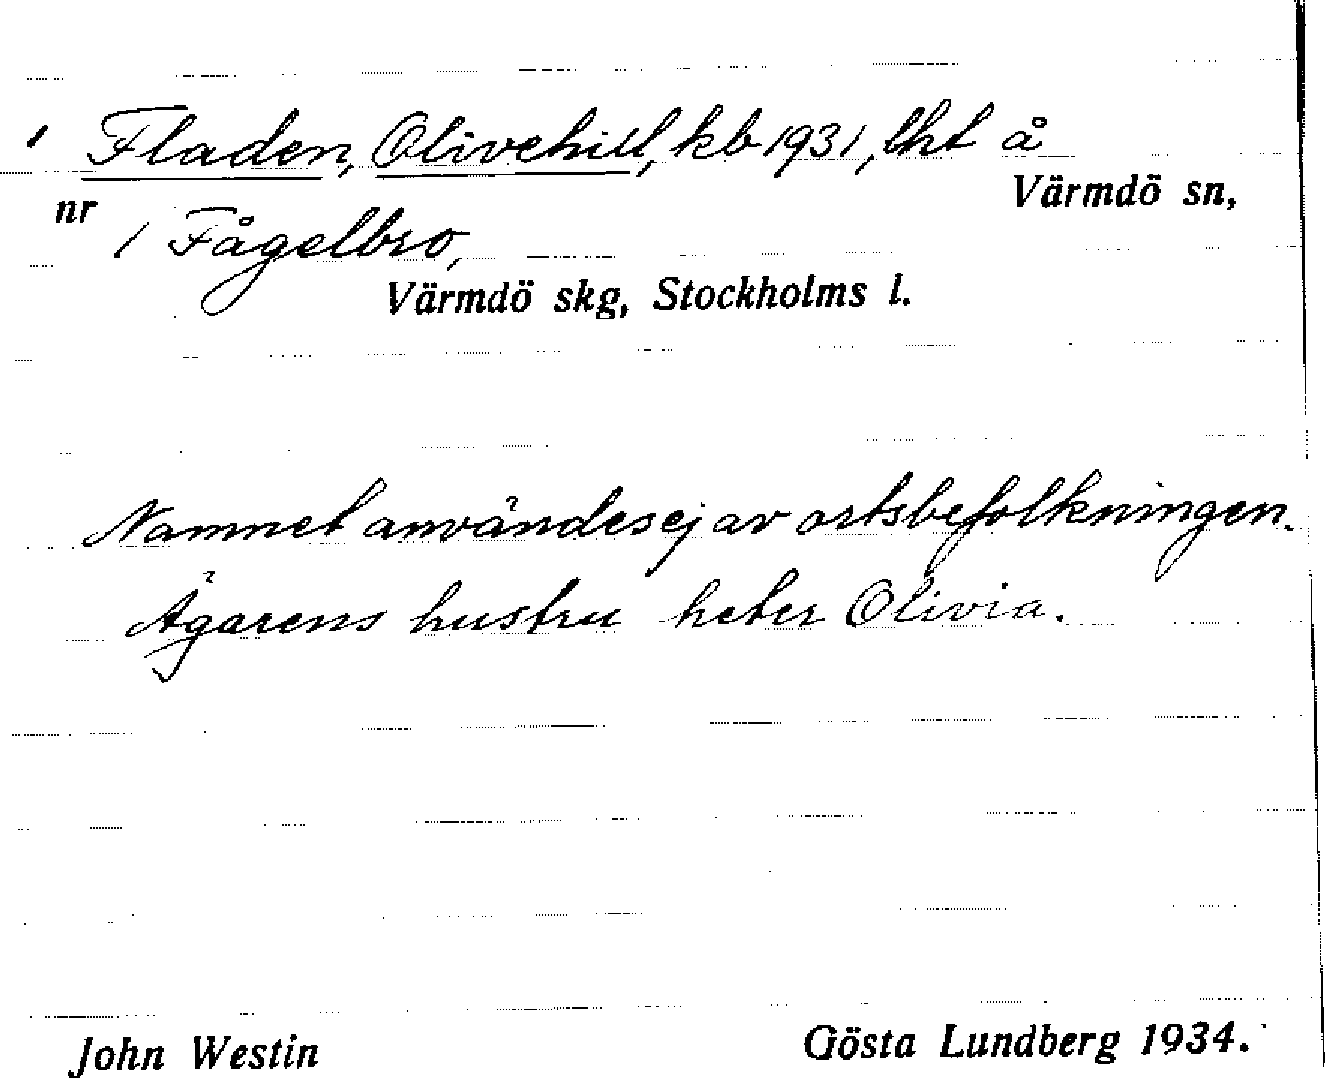 Fladen, Olivehill, kb 1931, lht å
Värmdö sn,
nr 1 Fågelbro,
Värmdö skg, Stockholms l.
Namnet användes ej av ortsbefolkningen.
Ägarens hustru heter Olivia.
John Westin Gösta Lundberg 1934.